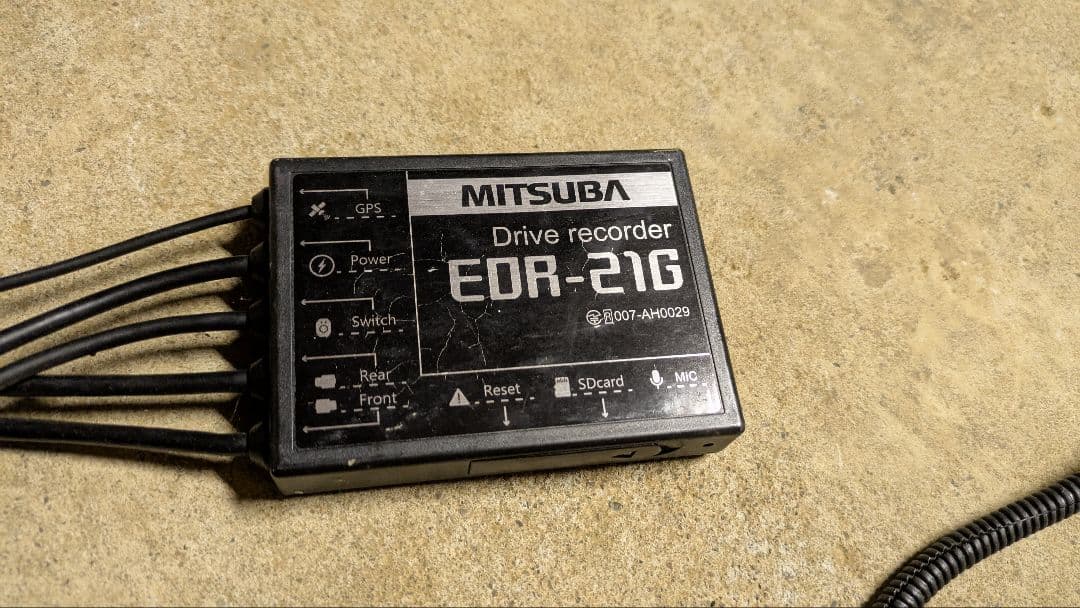 MITSUBA
Drive recorder
EDR-21G
007-AH0029
GPS
Power
Switch
Rear
Front
Reset
SDcard
MIC